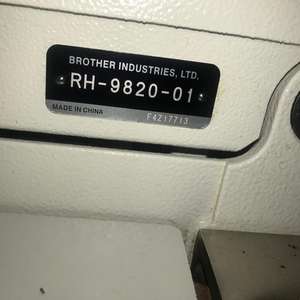 BROTHER INDUSTRIES, LTD.
RH-9820-01
MADE IN CHINA F4Z17713